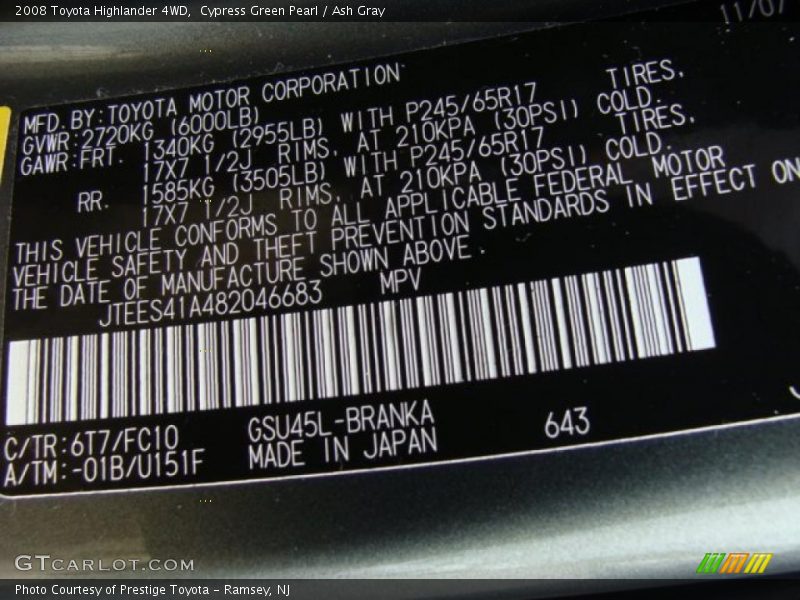 2008 Toyota Highlander 4WD,  Cypress Green Pearl / Ash Gray
11/07
MFD. BY: TOYOTA MOTOR CORPORATION
GVWR: 2720KG (6000LB)
GAWR: FRT. 1340KG (2955LB) WITH P245/65R17 TIRES,
17X7 1/2J RIMS, AT 210KPA (30PSI) COLD.
RR. 1585KG (3505LB) WITH P245/65R17 TIRES,
17X7 1/2J RIMS, AT 210KPA (30PSI) COLD.
THIS VEHICLE CONFORMS TO ALL APPLICABLE FEDERAL MOTOR
VEHICLE SAFETY AND THEFT PREVENTION STANDARDS IN EFFECT ON
THE DATE OF MANUFACTURE SHOWN ABOVE.
JTEES41A482046683 MPV
C/TR: 6T7/FC10 GSU45L-BRANKA 643
A/TM: -01B/U151F MADE IN JAPAN
GTCARLOT.COM
Photo Courtesy of Prestige Toyota - Ramsey, NJ